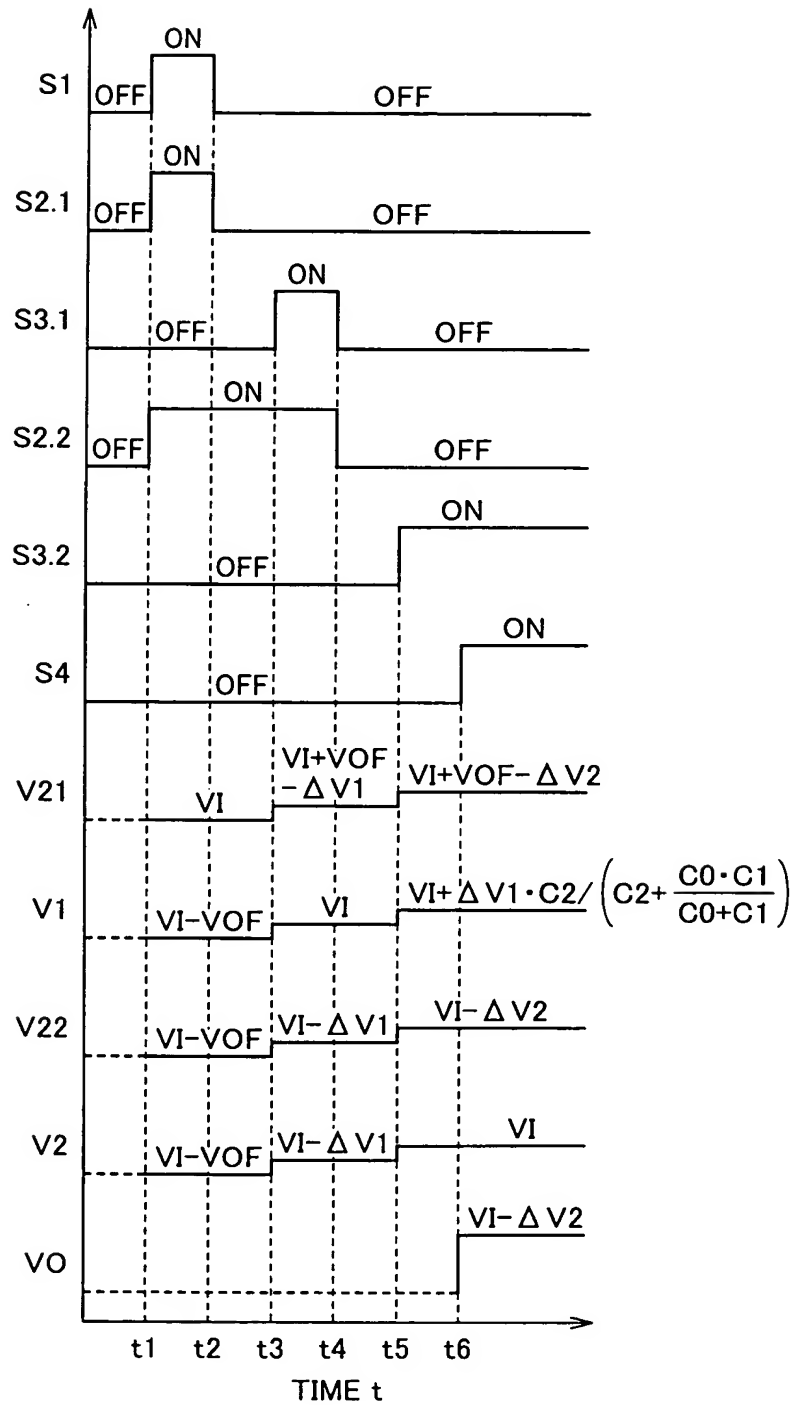 ON
S1 OFF OFF
ON
S2.1 OFF OFF
ON
S3.1 OFF OFF
ON
S2.2 OFF OFF
ON
S3.2 OFF
ON
S4 OFF
VI+VOF
V21 VI -ΔV1 VI+VOF-ΔV2
V1 VI-VOF VI VI+ΔV1·C2/(C2+ C0·C1/C0+C1)
V22 VI-VOF VI-ΔV1 VI-ΔV2
V2 VI-VOF VI-ΔV1 VI
VO VI-ΔV2
t1 t2 t3 t4 t5 t6
TIME t